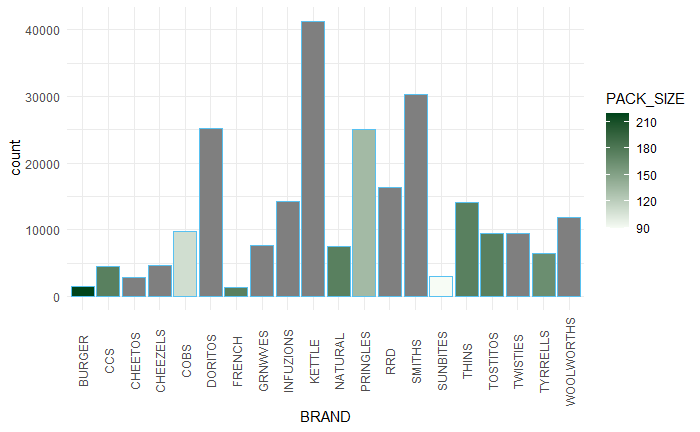 40000
30000
20000
10000
0
count
BURGER
CCS
CHEETOS
CHEEZELS
COBS
DORITOS
FRENCH
GRNWVES
INFUZIONS
KETTLE
NATURAL
PRINGLES
RRD
SMITHS
SUNBITES
THINS
TOSTITOS
TWISTIES
TYRRELLS
WOOLWORTHS
BRAND
PACK_SIZE
210
180
150
120
90